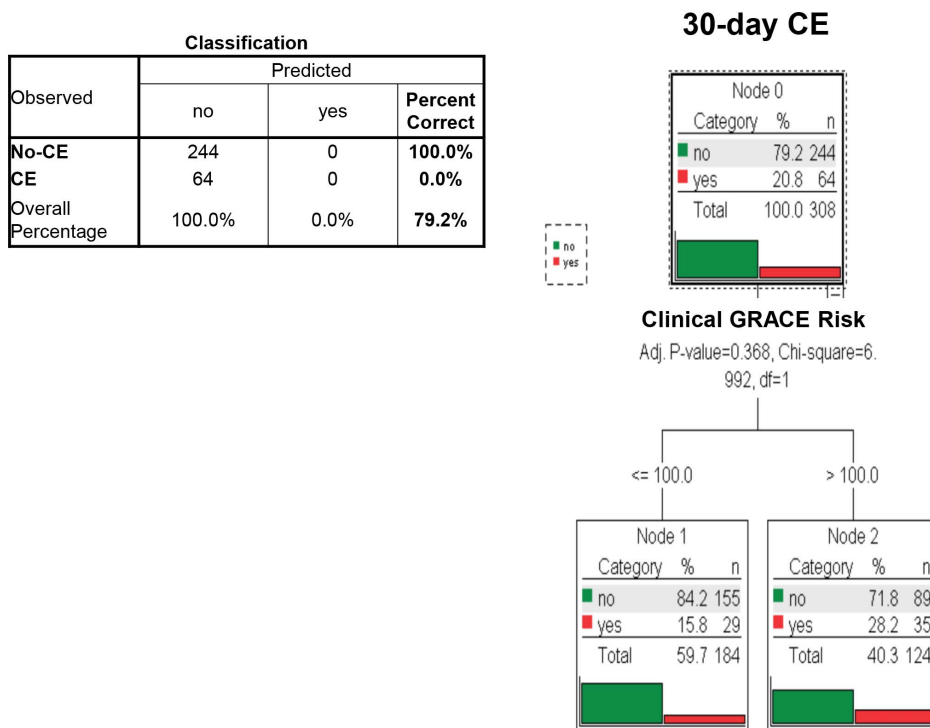 30-day CE
Classification
Observed
Predicted
no yes Percent Correct
No-CE 244 0 100.0%
CE 64 0 0.0%
Overall Percentage 100.0% 0.0% 79.2%
no
yes
Node 0
Category % n
no 79.2 244
yes 20.8 64
Total 100.0 308
Clinical GRACE Risk
Adj. P-value=0.368, Chi-square=6.
992, df=1
<= 100.0
> 100.0
Node 1
Category % n
no 84.2 155
yes 15.8 29
Total 59.7 184
Node 2
Category % n
no 71.8 89
yes 28.2 35
Total 40.3 124